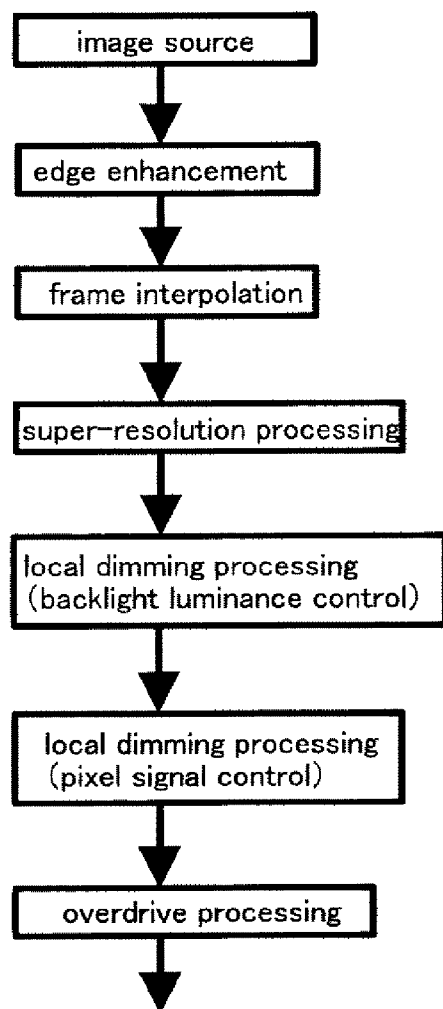 image source
edge enhancement
frame interpolation
super-resolution processing
local dimming processing
(backlight luminance control)
local dimming processing
(pixel signal control)
overdrive processing